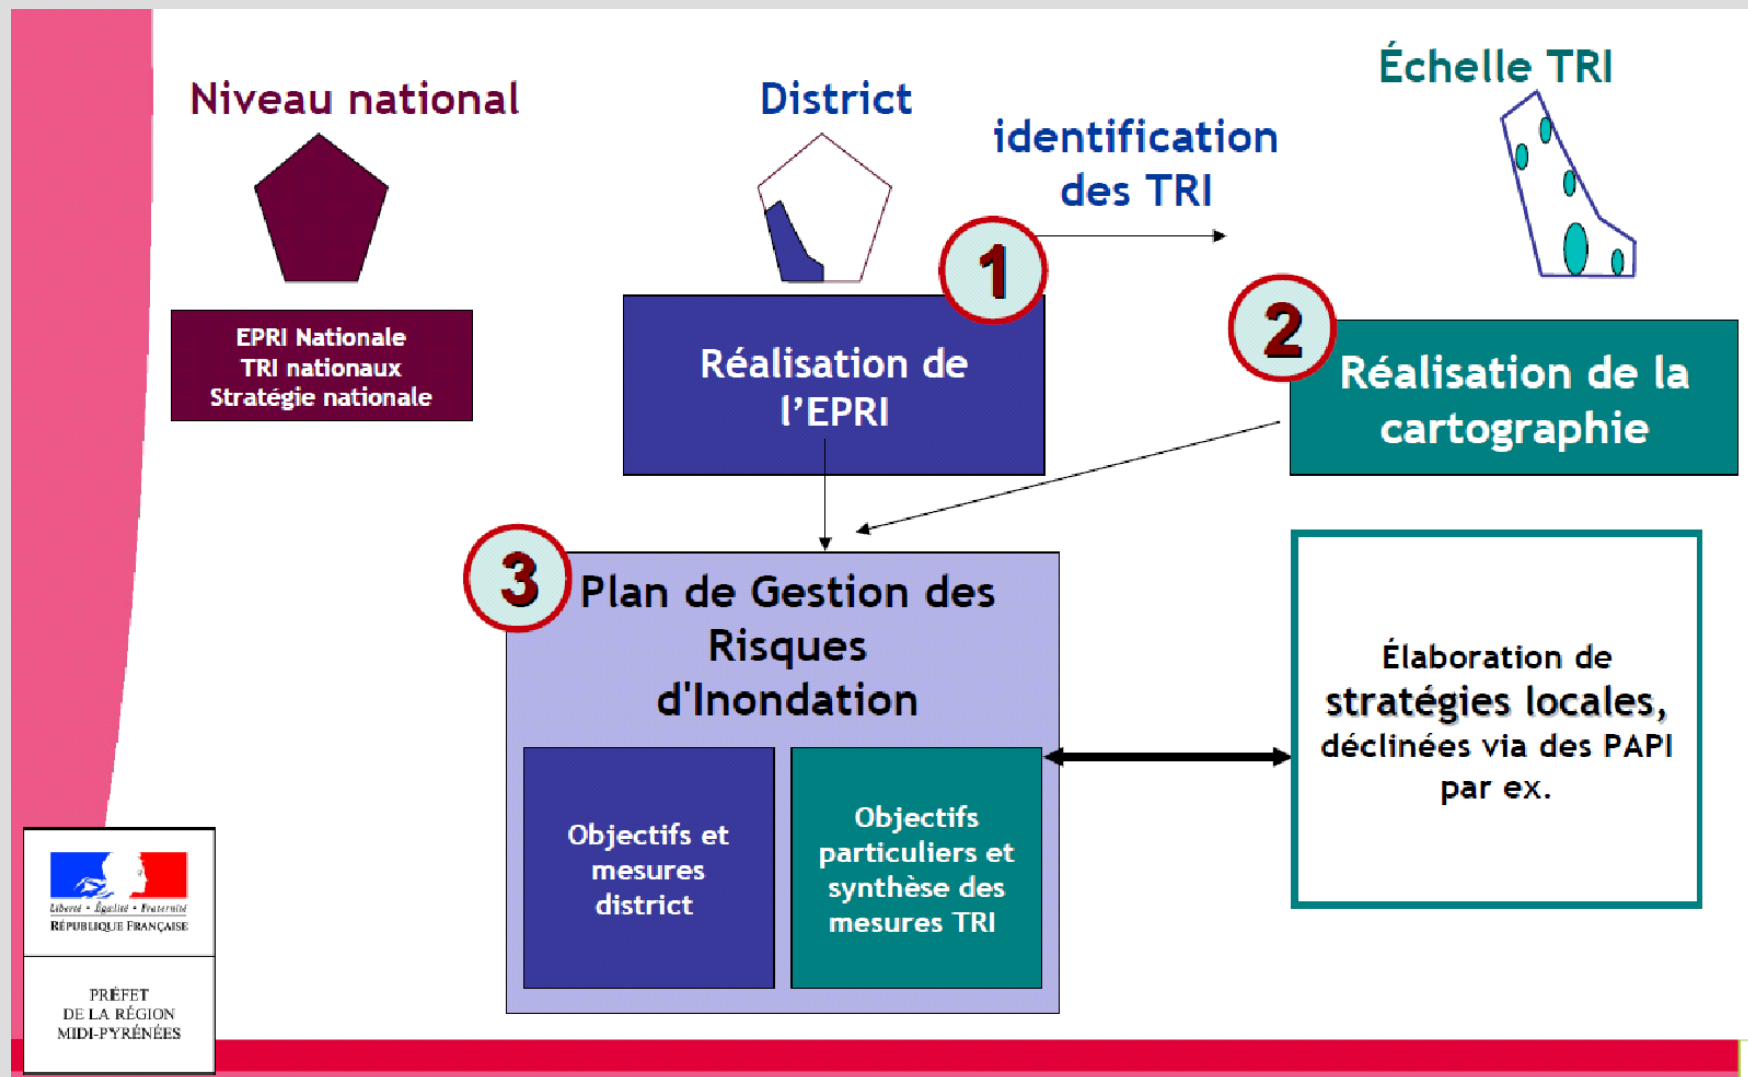 Niveau national
District
Échelle TRI
identification
des TRI
1
2
EPRI Nationale
TRI nationaux
Stratégie nationale
Réalisation de
l'EPRI
Réalisation de la
cartographie
3
Plan de Gestion des
Risques
d'Inondation
Objectifs et
mesures
district
Objectifs
particuliers et
synthèse des
mesures TRI
Élaboration de
stratégies locales,
déclinées via des PAPI
par ex.
Liberté • Égalité • Fraternité
RÉPUBLIQUE FRANÇAISE
PRÉFET
DE LA RÉGION
MIDI-PYRÉNÉES